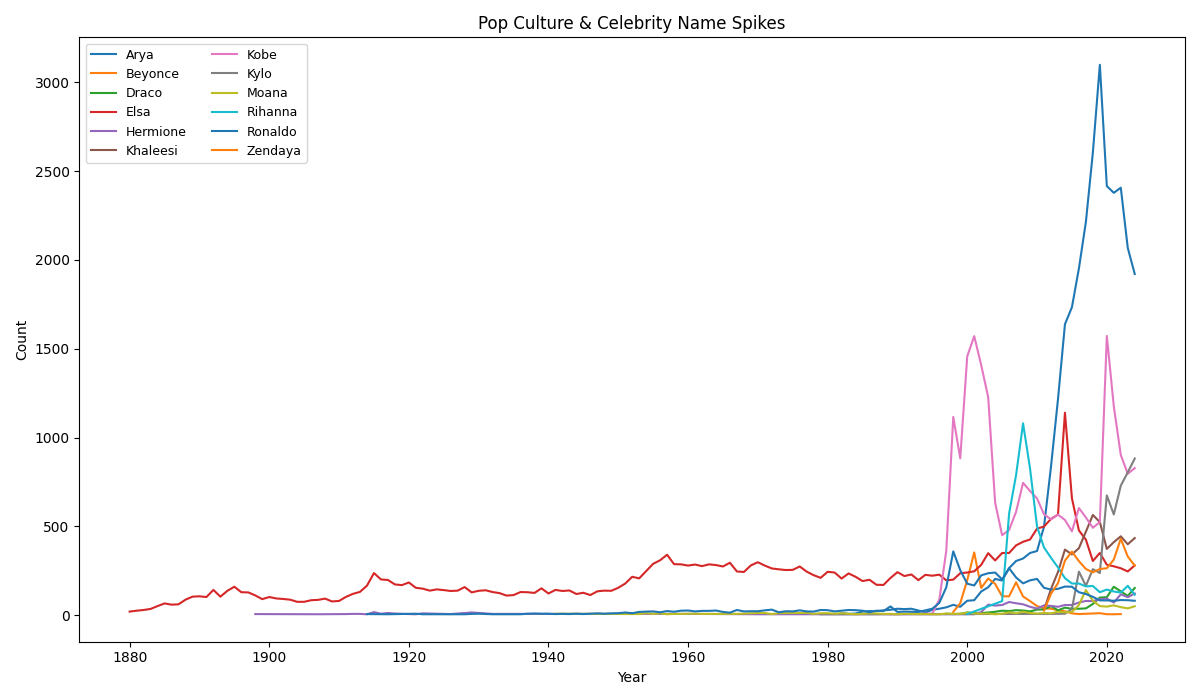 Pop Culture & Celebrity Name Spikes
Arya
Beyonce
Draco
Elsa
Hermione
Khaleesi
Kobe
Kylo
Moana
Rihanna
Ronaldo
Zendaya
Count
3000
2500
2000
1500
1000
500
0
1880 1900 1920 1940 1960 1980 2000 2020
Year